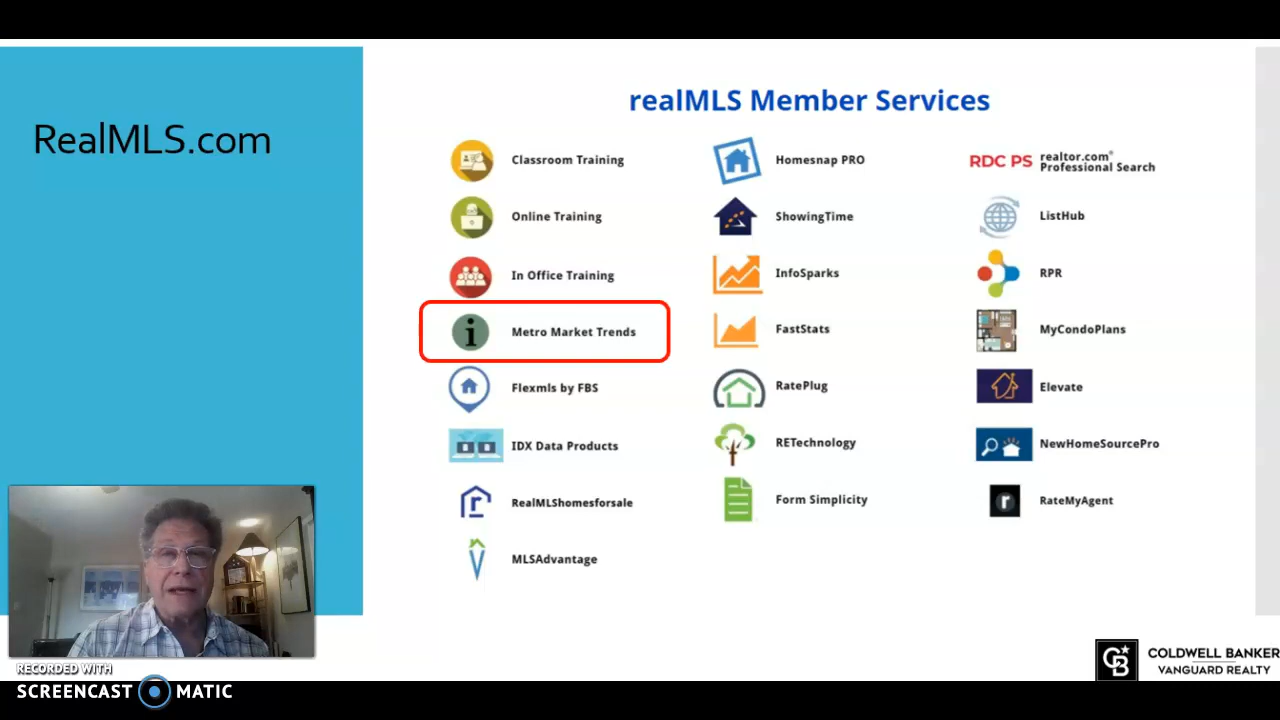 RealMLS.com
realMLS Member Services
Classroom Training
Online Training
In Office Training
Metro Market Trends
Flexmls by FBS
IDX Data Products
RealMLShomesforsale
MLSAdvantage
Homesnap PRO
ShowingTime
InfoSparks
FastStats
RatePlug
RETechnology
Form Simplicity
RDC PS realtor.com®
Professional Search
ListHub
RPR
MyCondoPlans
Elevate
NewHomeSourcePro
RateMyAgent
RECORDED WITH
SCREENCAST MATIC
CB
COLDWELL BANKER
VANGUARD REALTY